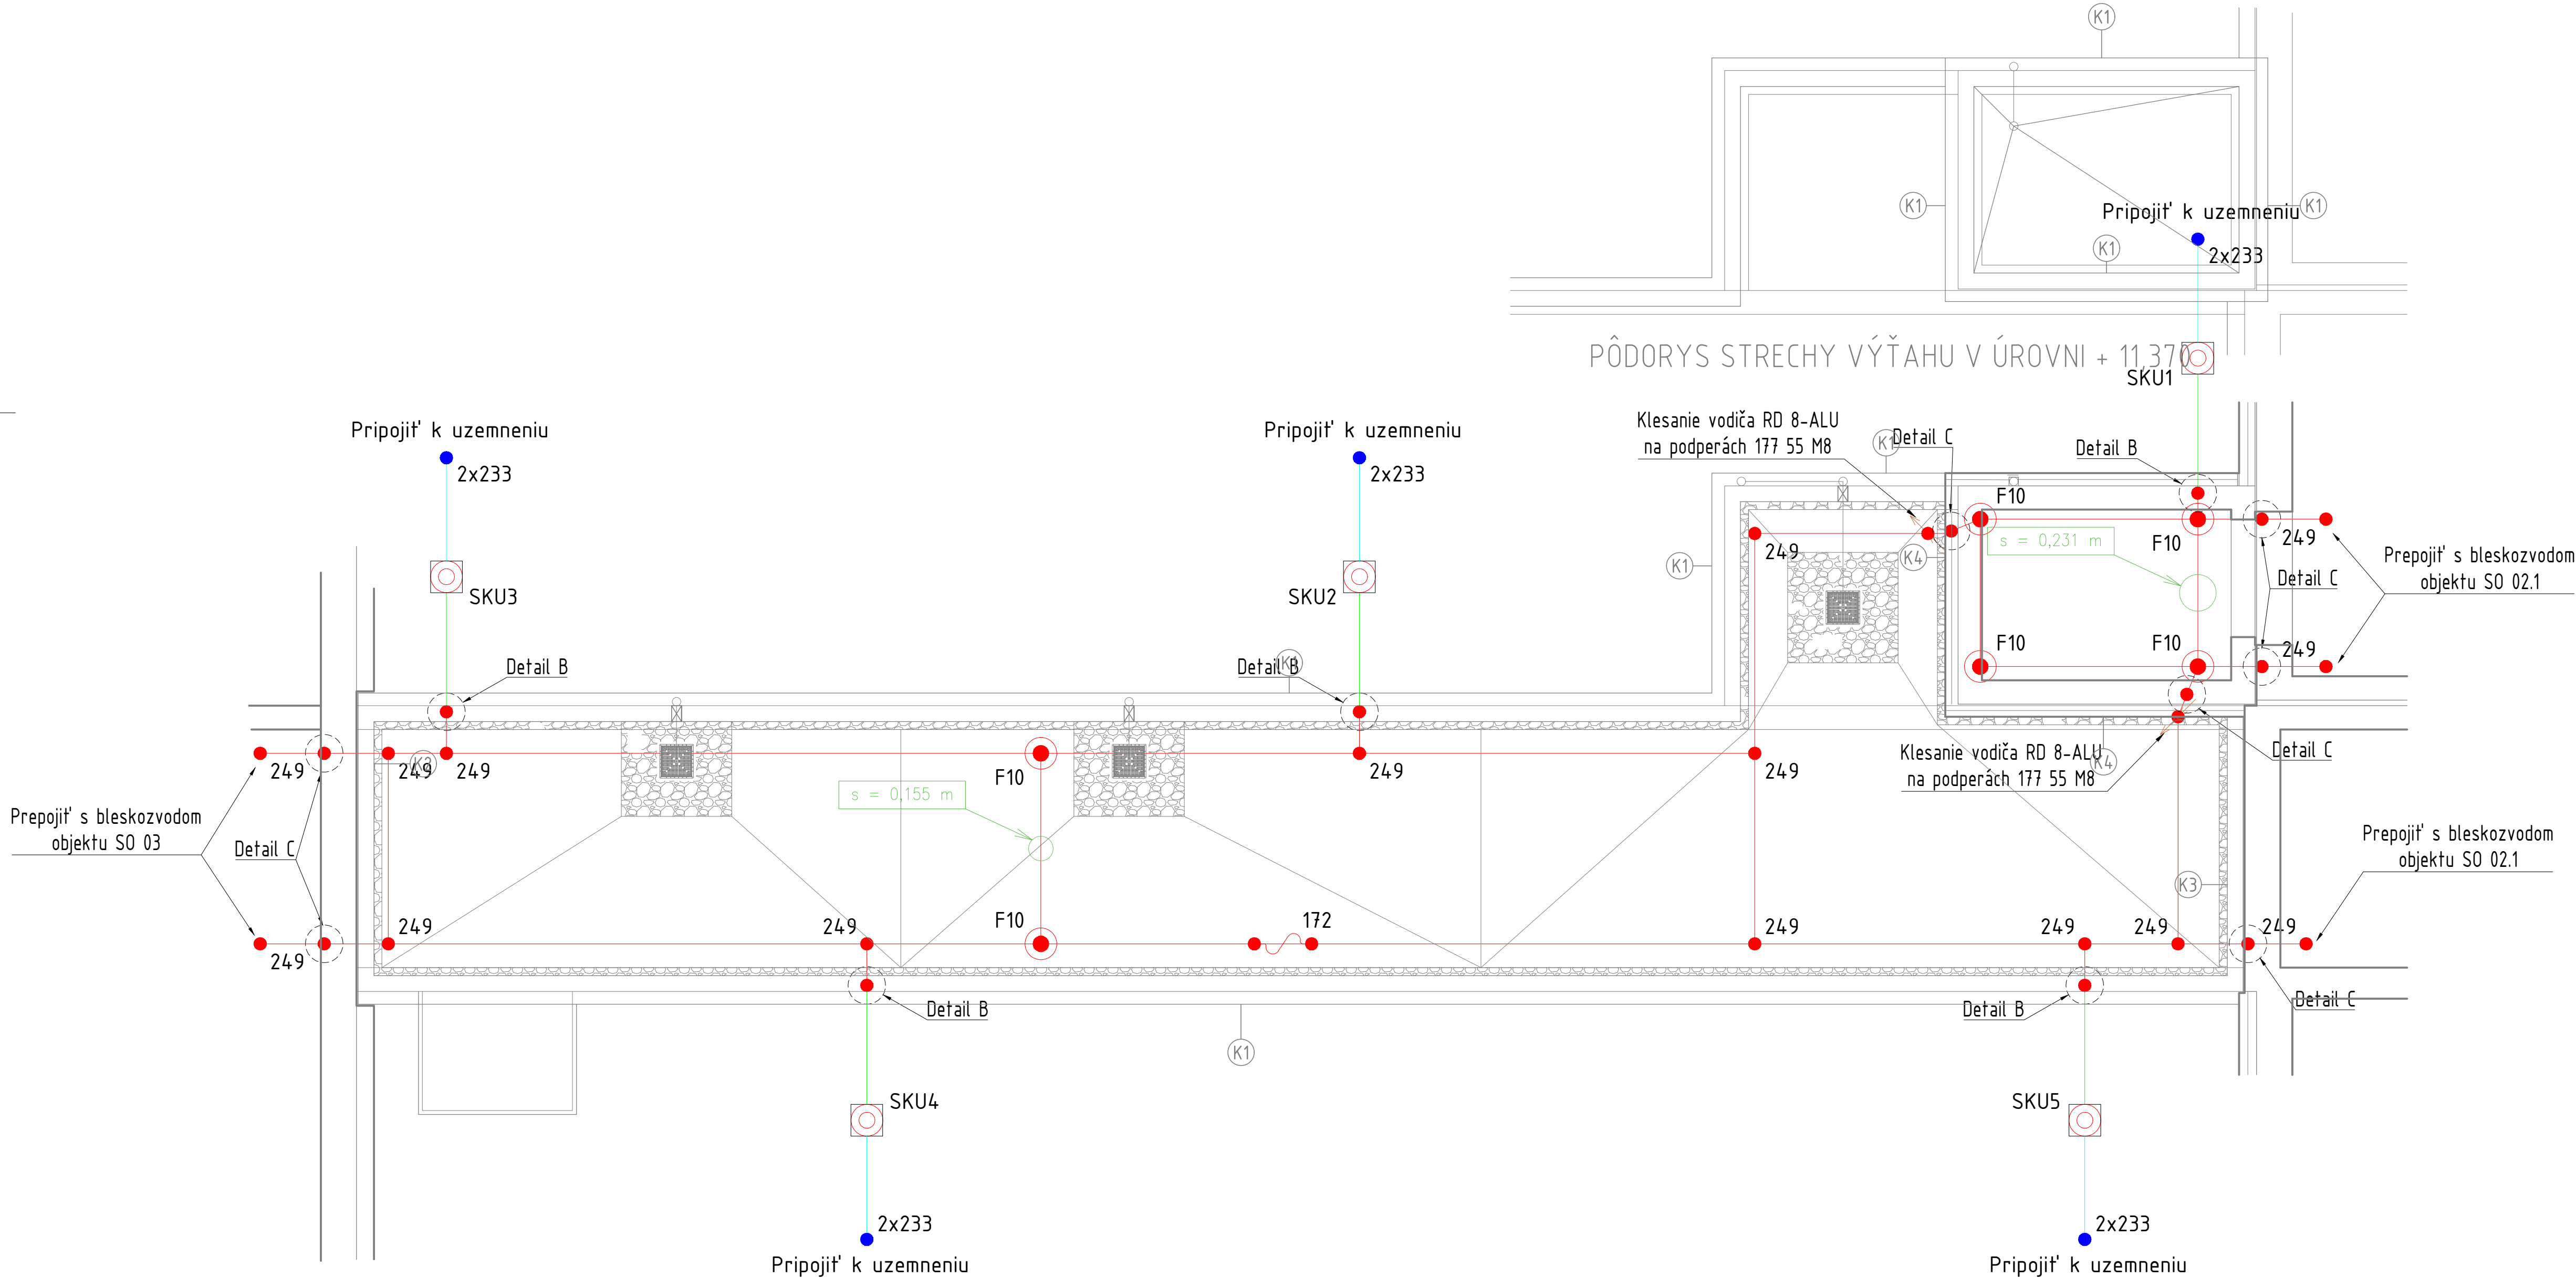 K1
K1
K1
Pripojiť k uzemneniu
K1
2x233
PÔDORYS STRECHY VÝŤAHU V ÚROVNI + 11,370
SKU1
Pripojiť k uzemneniu
2x233
Pripojiť k uzemneniu
2x233
Klesanie vodiča RD 8-ALU
na podperách 177 55 M8
K1
Detail C
Detail B
F10
249
s = 0,231 m
F10
249
K4
K1
Prepojiť s bleskozvodom
objektu SO 02.1
Detail C
SKU3
SKU2
Detail B
Detail B
K1
F10
F10
249
249
249
K3
249
F10
249
249
Klesanie vodiča RD 8-ALU
na podperách 177 55 M8
K4
Detail C
s = 0,155 m
Prepojiť s bleskozvodom
objektu SO 03
Detail C
Prepojiť s bleskozvodom
objektu SO 02.1
K3
249
249
249
F10
172
249
249
249
249
Detail B
Detail B
Detail C
K1
SKU4
SKU5
2x233
Pripojiť k uzemneniu
2x233
Pripojiť k uzemneniu